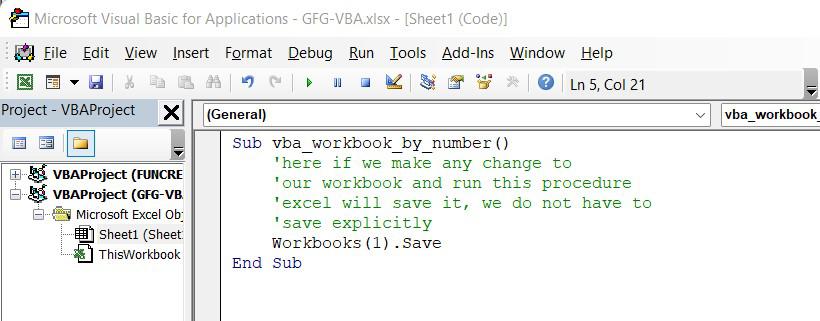 Microsoft Visual Basic for Applications - GFG-VBA.xlsx - [Sheet1 (Code)]
File Edit View Insert Format Debug Run Tools Add-Ins Window Help
Ln 5, Col 21
Project - VBAProject
(General) vba_workbook_
VBAProject (FUNCRE
VBAProject (GFG-VB
Microsoft Excel Obj
Sheet1 (Sheet
ThisWorkbook
Sub vba_workbook_by_number()
'here if we make any change to
'our workbook and run this procedure
'excel will save it, we do not have to
'save explicitly
Workbooks(1).Save
End Sub